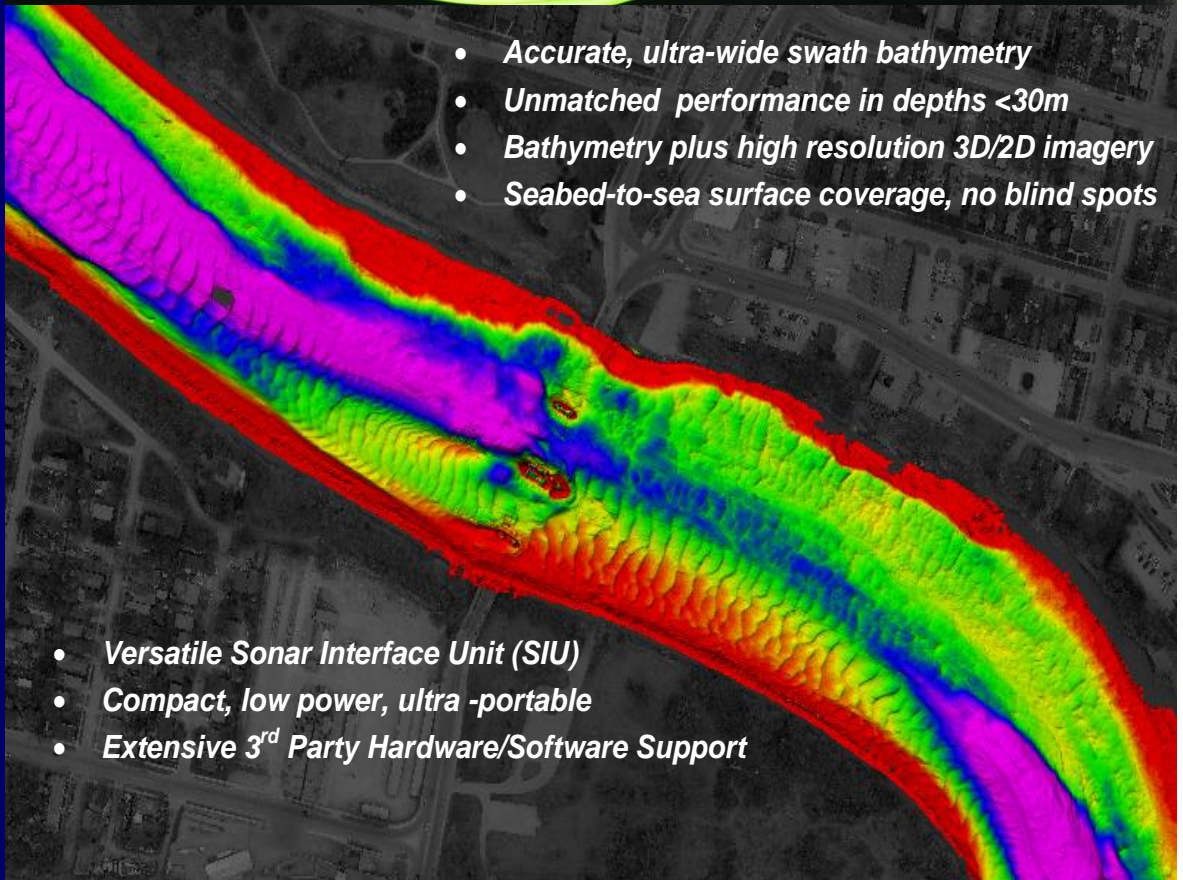 • Accurate, ultra-wide swath bathymetry
• Unmatched performance in depths <30m
• Bathymetry plus high resolution 3D/2D imagery
• Seabed-to-sea surface coverage, no blind spots
• Versatile Sonar Interface Unit (SIU)
• Compact, low power, ultra -portable
• Extensive 3rd Party Hardware/Software Support